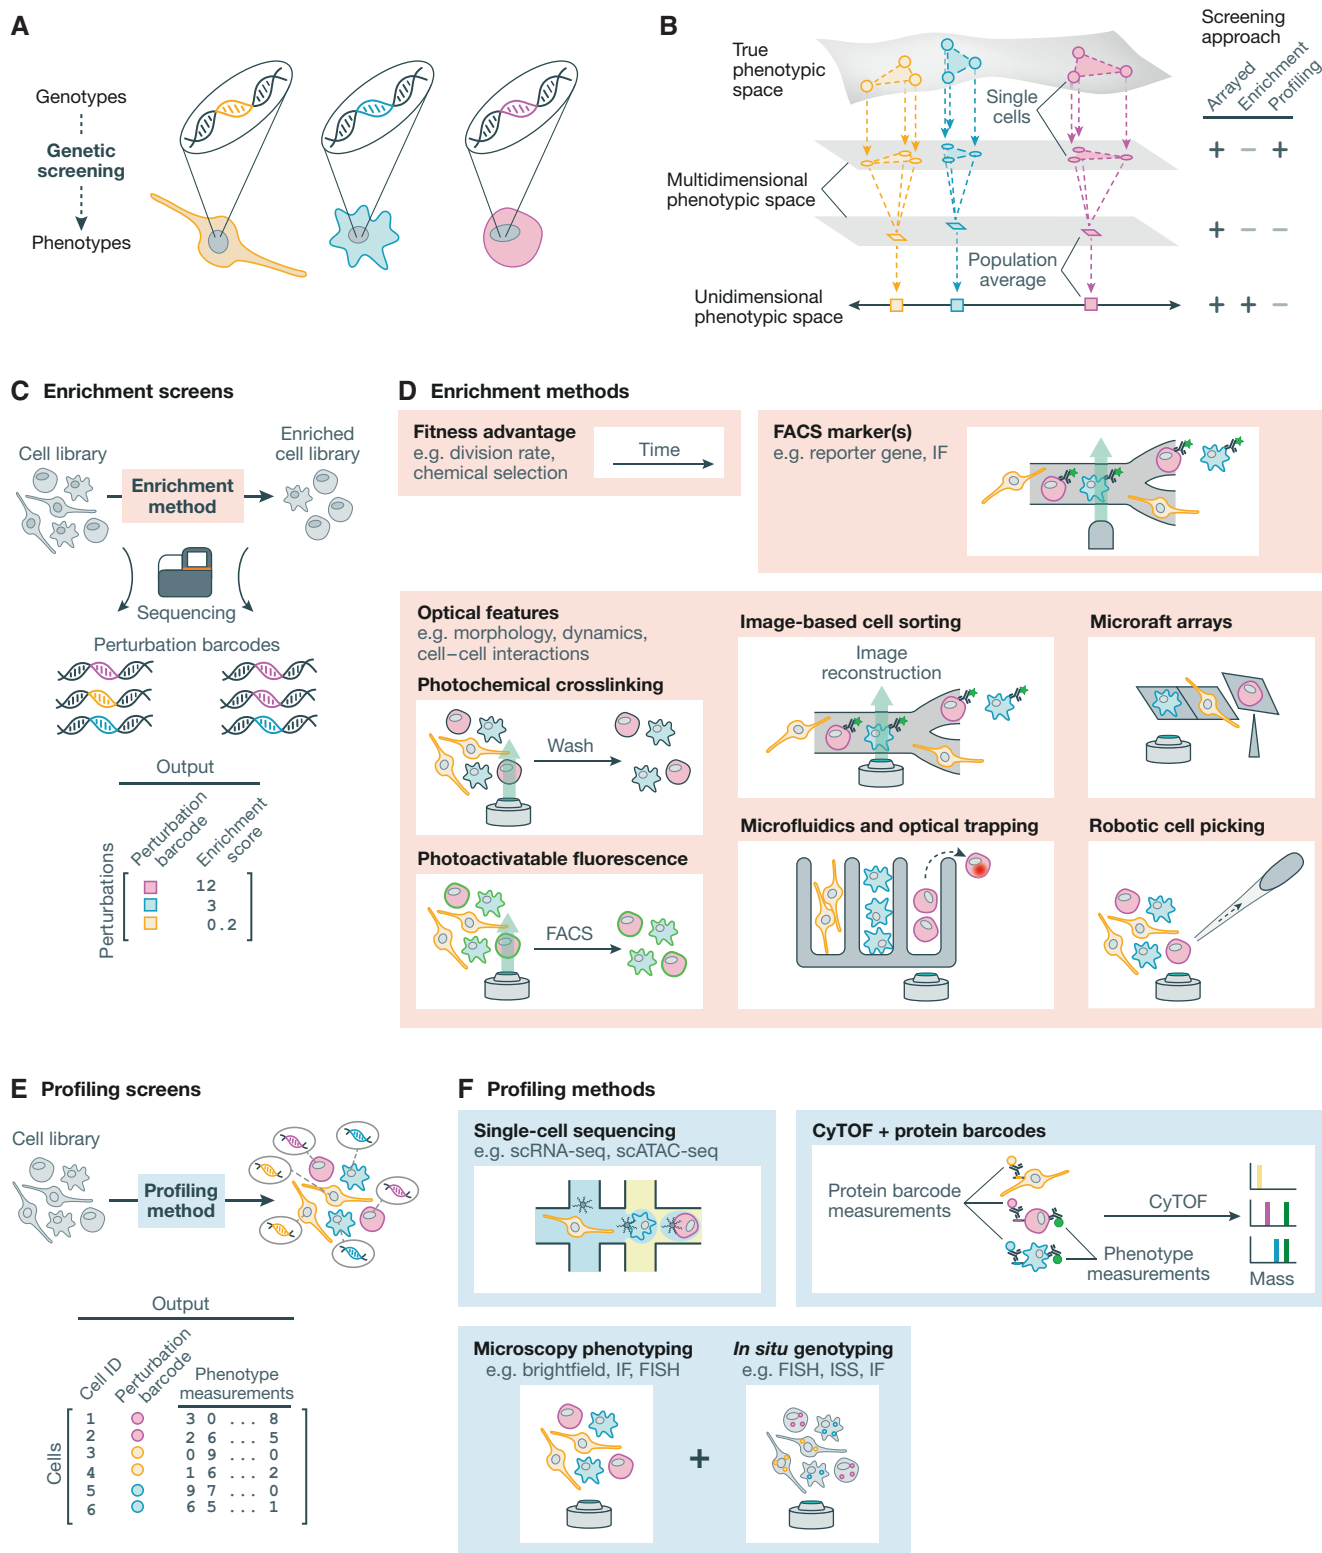 A
Genotypes
Genetic
screening
Phenotypes
B
True
phenotypic
space
Single
cells
Multidimensional
phenotypic space
Population
average
Unidimensional
phenotypic space
Screening
approach
Arrayed
Enrichment
Profiling
+ − +
+ − −
+ + −
C Enrichment screens
Cell library
Enrichment
method
Enriched
cell library
Sequencing
Perturbation barcodes
Output
Perturbation
barcode
Enrichment
score
Perturbations
12
3
0.2
D Enrichment methods
Fitness advantage
e.g. division rate,
chemical selection
Time
FACS marker(s)
e.g. reporter gene, IF
Optical features
e.g. morphology, dynamics,
cell–cell interactions
Photochemical crosslinking
Wash
Photoactivatable fluorescence
FACS
Image-based cell sorting
Image
reconstruction
Microfluidics and optical trapping
Microraft arrays
Robotic cell picking
E Profiling screens
Cell library
Profiling
method
Output
Cell ID
Perturbation
barcode
Phenotype
measurements
Cells
1 3 0 ... 8
2 2 6 ... 5
3 0 9 ... 0
4 1 6 ... 2
5 9 7 ... 0
6 6 5 ... 1
F Profiling methods
Single-cell sequencing
e.g. scRNA-seq, scATAC-seq
CyTOF + protein barcodes
Protein barcode
measurements
CyTOF
Phenotype
measurements
Mass
Microscopy phenotyping
e.g. brightfield, IF, FISH
+
In situ genotyping
e.g. FISH, ISS, IF